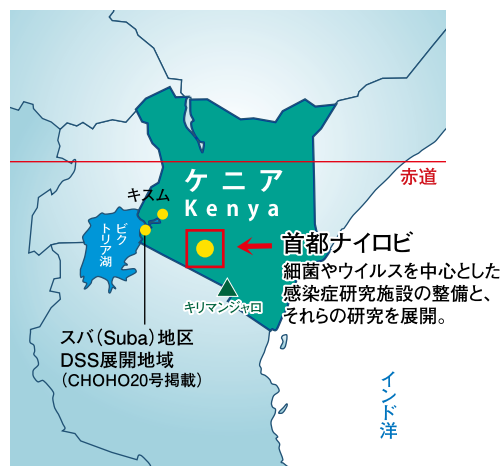 ケニア
Kenya
赤道
キスム
ビク
トリア湖
首都ナイロビ
細菌やウイルスを中心とした
感染症研究施設の整備と、
それらの研究を展開。
キリマンジャロ
スバ（Suba）地区
DSS展開地域
（CHOHO20号掲載）
インド洋